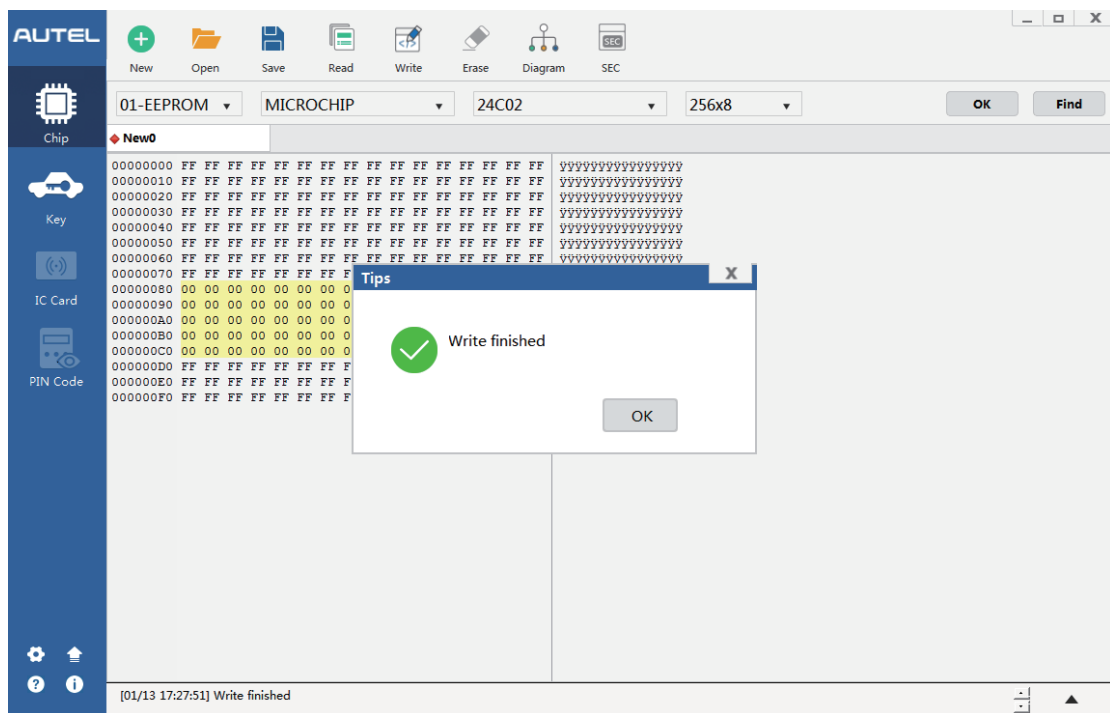 AUTEL
New Open Save Read Write Erase Diagram SEC
SEC
01-EEPROM MICROCHIP 24C02 256x8 OK Find
Chip
New0
00000000 FF FF FF FF FF FF FF FF FF FF FF FF FF FF FF FF ÿÿÿÿÿÿÿÿÿÿÿÿÿÿÿÿ
00000010 FF FF FF FF FF FF FF FF FF FF FF FF FF FF FF FF ÿÿÿÿÿÿÿÿÿÿÿÿÿÿÿÿ
00000020 FF FF FF FF FF FF FF FF FF FF FF FF FF FF FF FF ÿÿÿÿÿÿÿÿÿÿÿÿÿÿÿÿ
00000030 FF FF FF FF FF FF FF FF FF FF FF FF FF FF FF FF ÿÿÿÿÿÿÿÿÿÿÿÿÿÿÿÿ
00000040 FF FF FF FF FF FF FF FF FF FF FF FF FF FF FF FF ÿÿÿÿÿÿÿÿÿÿÿÿÿÿÿÿ
00000050 FF FF FF FF FF FF FF FF FF FF FF FF FF FF FF FF ÿÿÿÿÿÿÿÿÿÿÿÿÿÿÿÿ
00000060 FF FF FF FF FF FF FF FF FF FF FF FF FF FF FF FF ÿÿÿÿÿÿÿÿÿÿÿÿÿÿÿÿ
00000070 FF FF FF FF FF FF FF F
00000080 00 00 00 00 00 00 00 0
00000090 00 00 00 00 00 00 00 0
000000A0 00 00 00 00 00 00 00 0
000000B0 00 00 00 00 00 00 00 0
000000C0 00 00 00 00 00 00 00 0
000000D0 FF FF FF FF FF FF FF F
000000E0 FF FF FF FF FF FF FF F
000000F0 FF FF FF FF FF FF FF F
Key
IC Card
PIN Code
Tips X
Write finished
OK
[01/13 17:27:51] Write finished